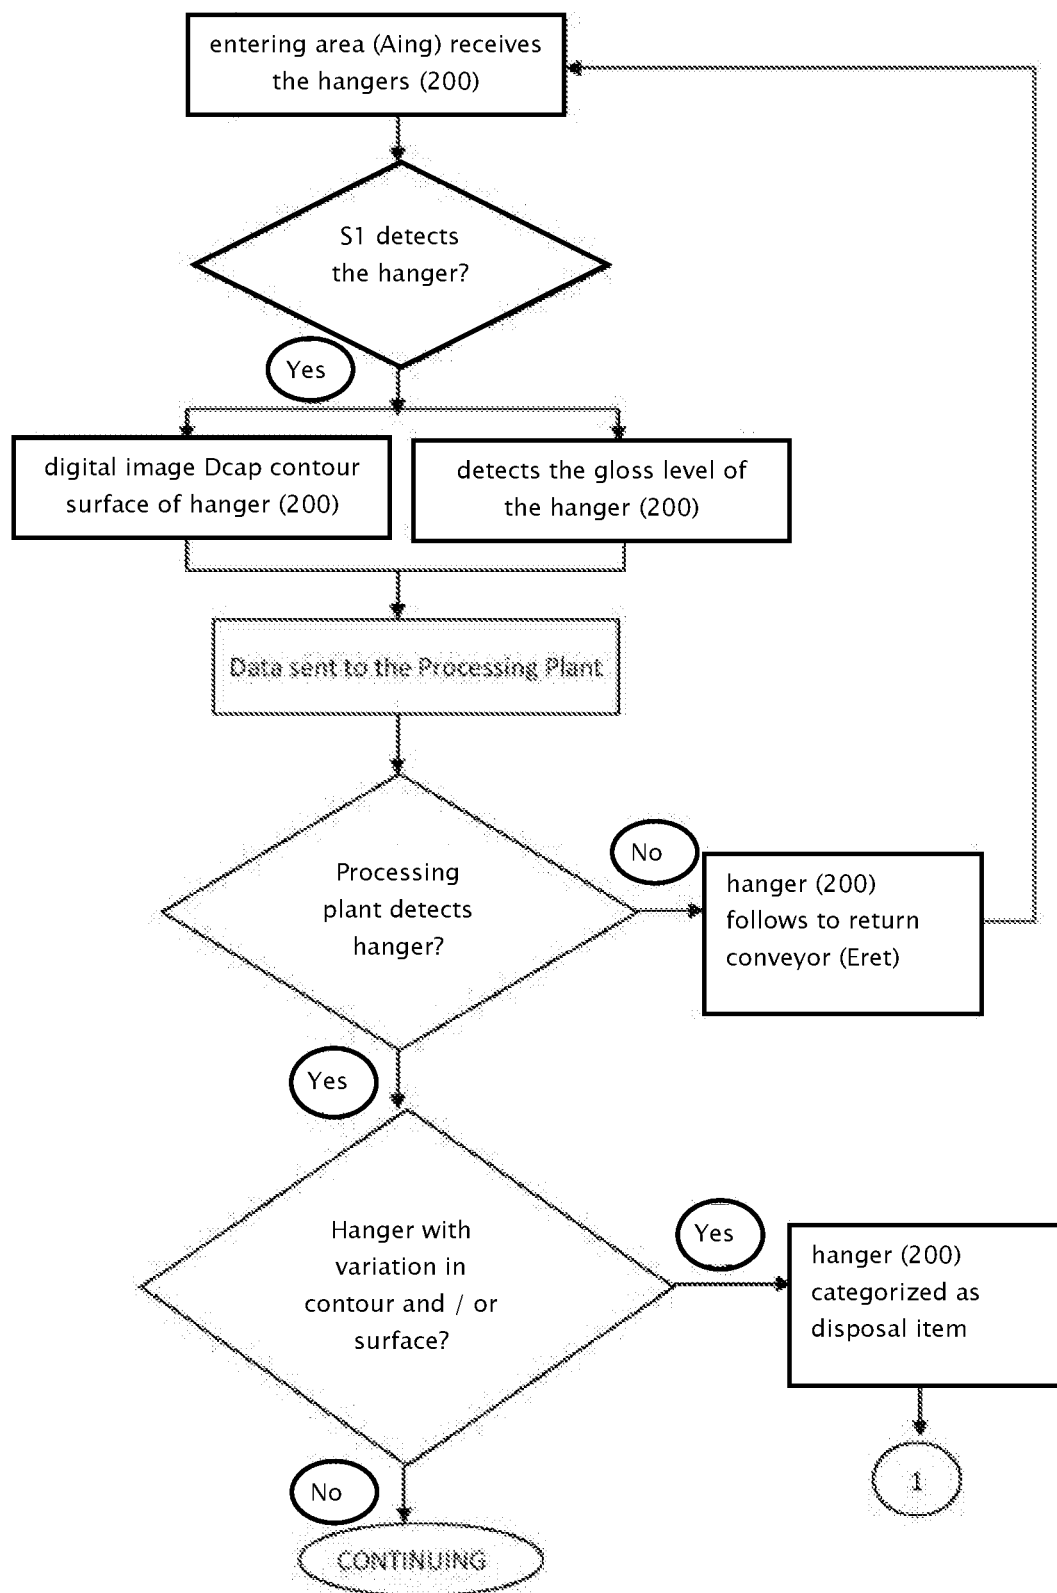 entering area (Aing) receives
the hangers (200)
S1 detects
the hanger?
Yes
digital image Dcap contour
surface of hanger (200)
detects the gloss level of
the hanger (200)
Data sent to the Processing Plant
Processing
plant detects
hanger?
No
hanger (200)
follows to return
conveyor (Eret)
Yes
Hanger with
variation in
contour and / or
surface?
Yes
hanger (200)
categorized as
disposal item
1
No
CONTINUING